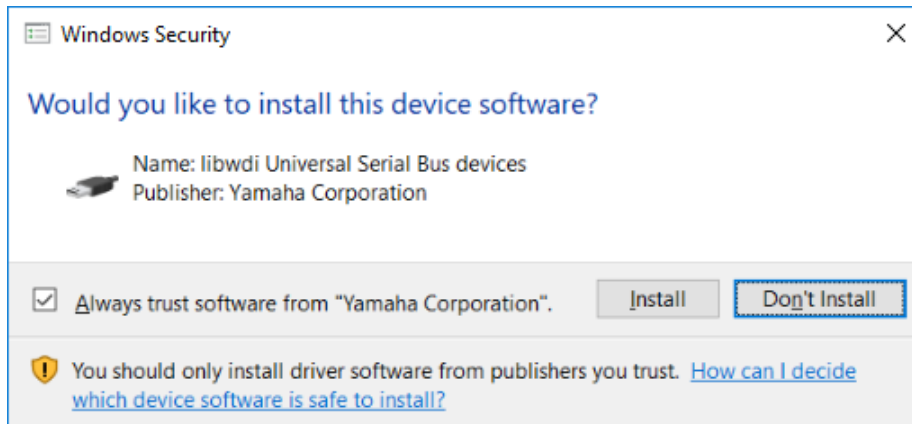 Windows Security
Would you like to install this device software?
Name: libwdi Universal Serial Bus devices
Publisher: Yamaha Corporation
Always trust software from "Yamaha Corporation".
Install
Don't Install
You should only install driver software from publishers you trust. How can I decide
which device software is safe to install?